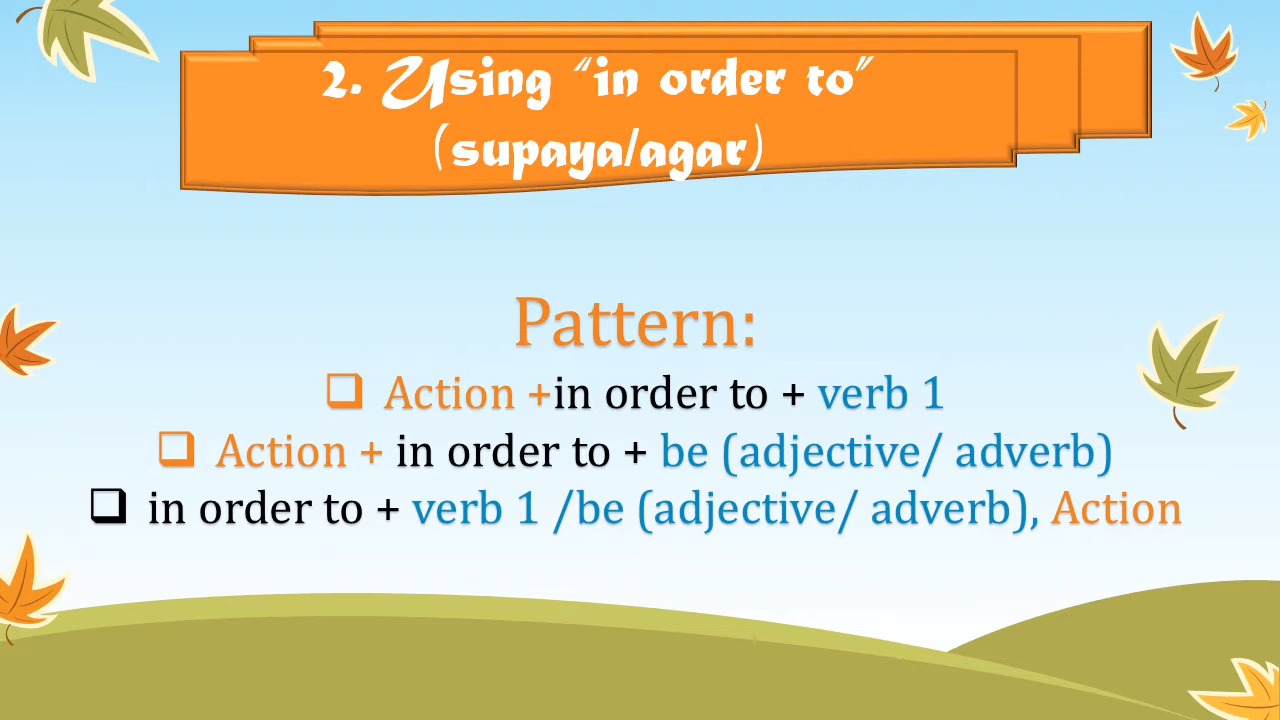 2. Using “in order to”
(supaya/agar)
Pattern:
❑ Action +in order to + verb 1
❑ Action + in order to + be (adjective/ adverb)
❑ in order to + verb 1 /be (adjective/ adverb), Action